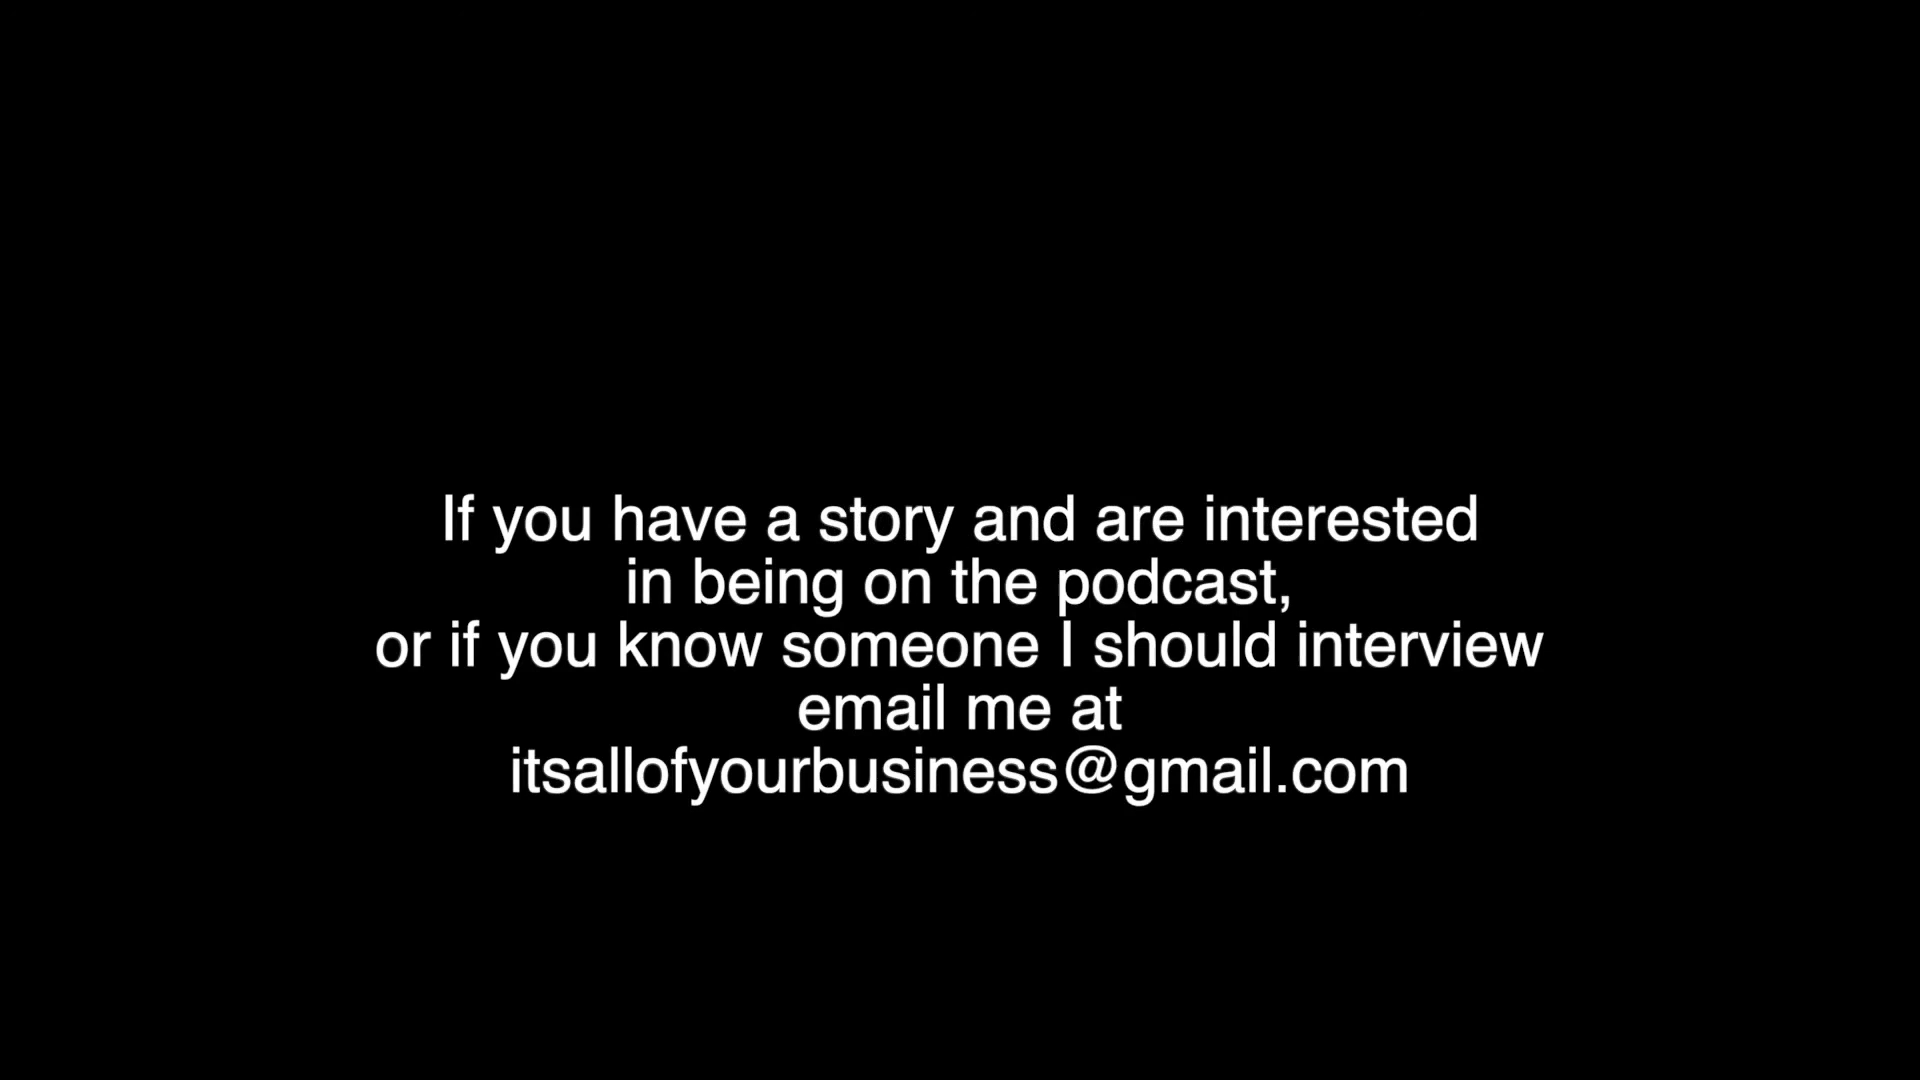 If you have a story and are interested
in being on the podcast,
or if you know someone I should interview
email me at
itsallofyourbusiness@gmail.com